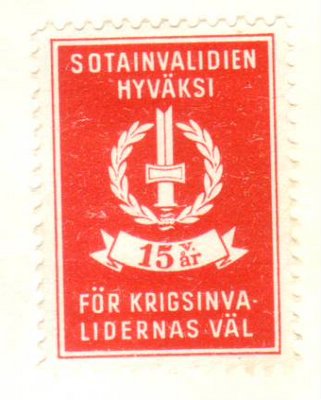 SOTAINVALIDIEN
HYVÄKSI
15 v.
år
FÖR KRIGSINVA-
LIDERNAS VÄL